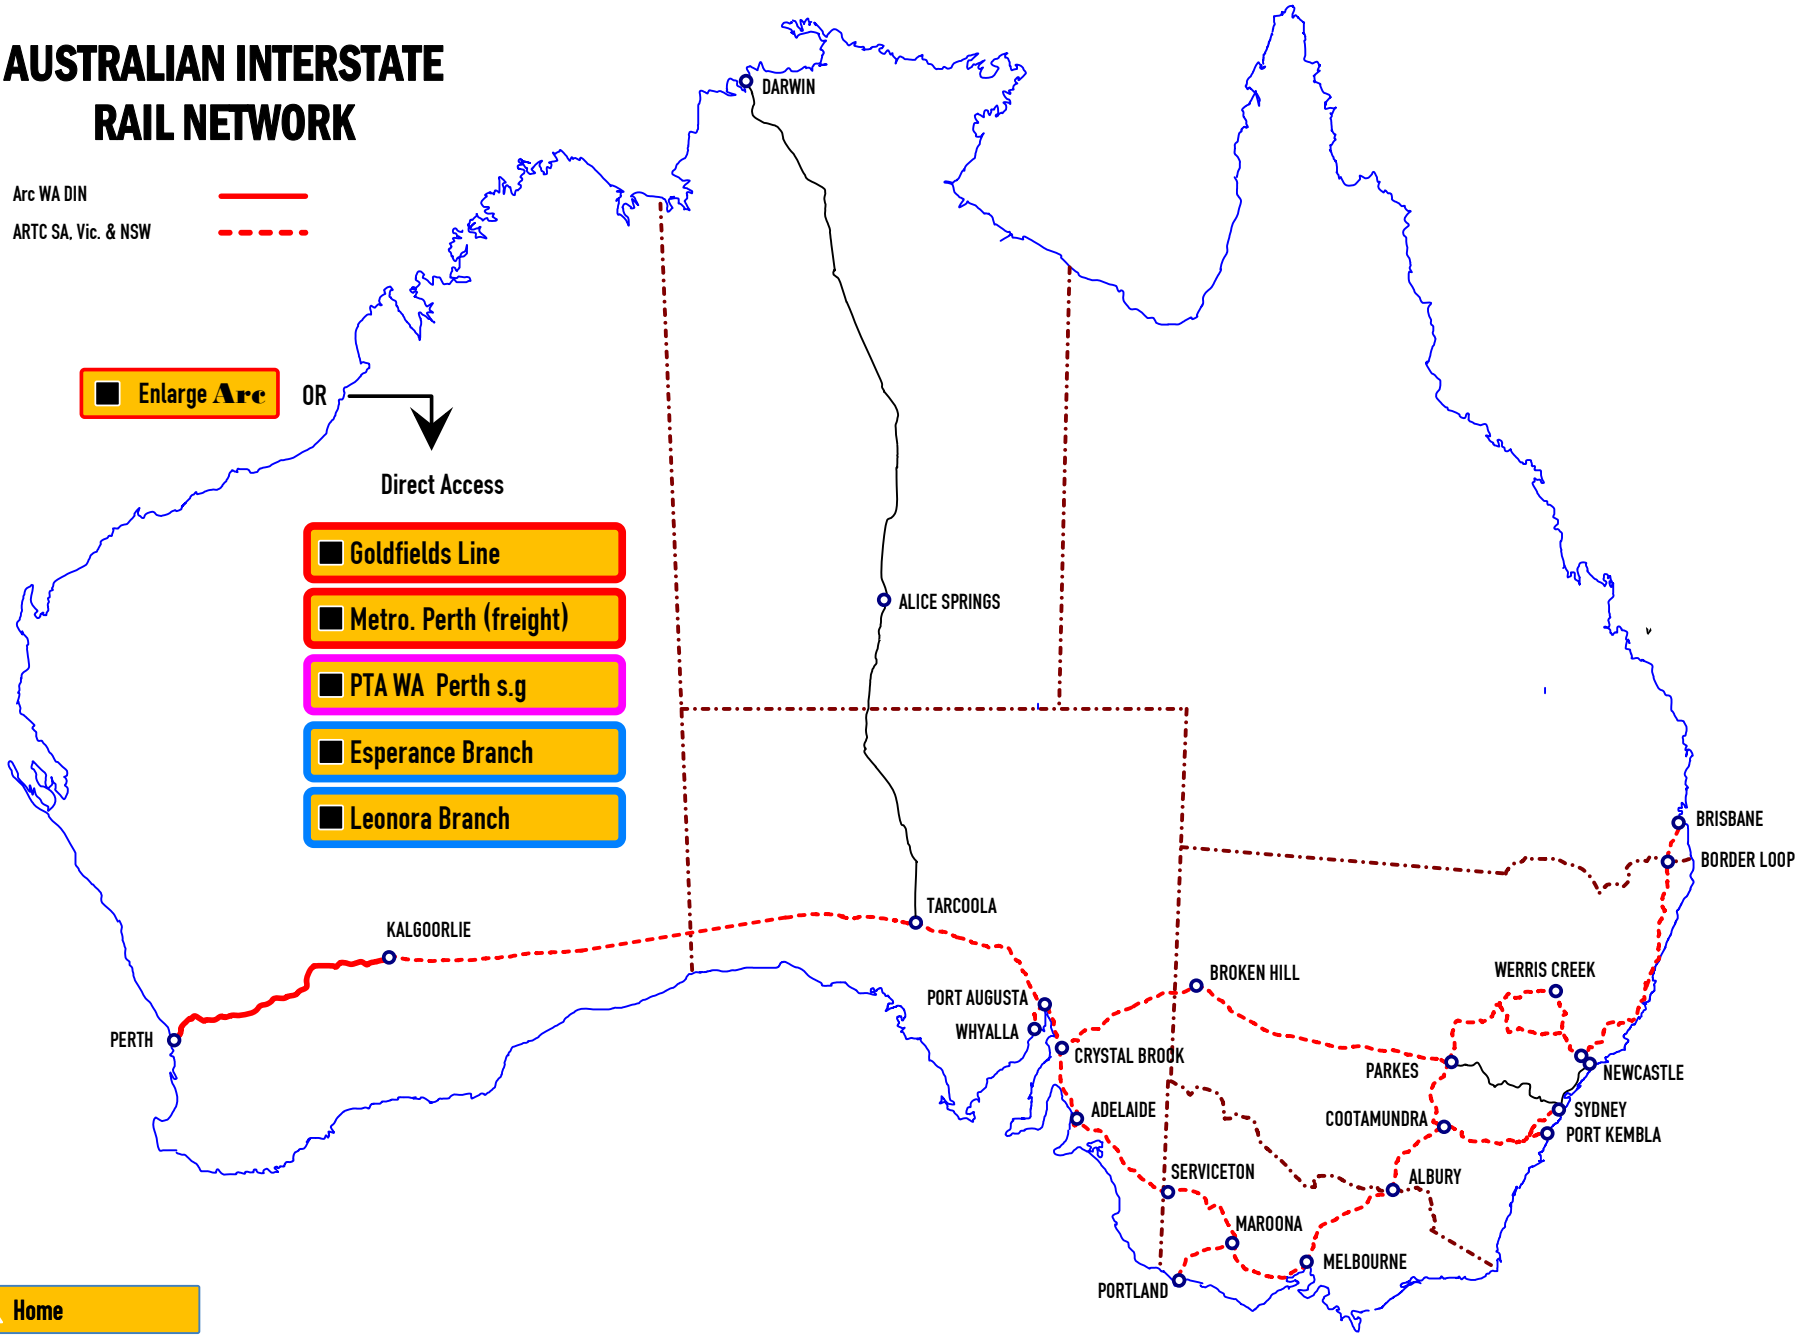 AUSTRALIAN INTERSTATE
RAIL NETWORK
Arc WA DIN
ARTC SA, Vic. & NSW
Enlarge Arc
OR
Direct Access
Goldfields Line
Metro. Perth (freight)
PTA WA Perth s.g
Esperance Branch
Leonora Branch
DARWIN
ALICE SPRINGS
BRISBANE
BORDER LOOP
TARCOOLA
KALGOORLIE
BROKEN HILL
WERRIS CREEK
PORT AUGUSTA
WHYALLA
PERTH
CRYSTAL BROOK
PARKES
NEWCASTLE
ADELAIDE
COOTAMUNDRA
SYDNEY
PORT KEMBLA
SERVICETON
ALBURY
MAROONA
MELBOURNE
PORTLAND
Home